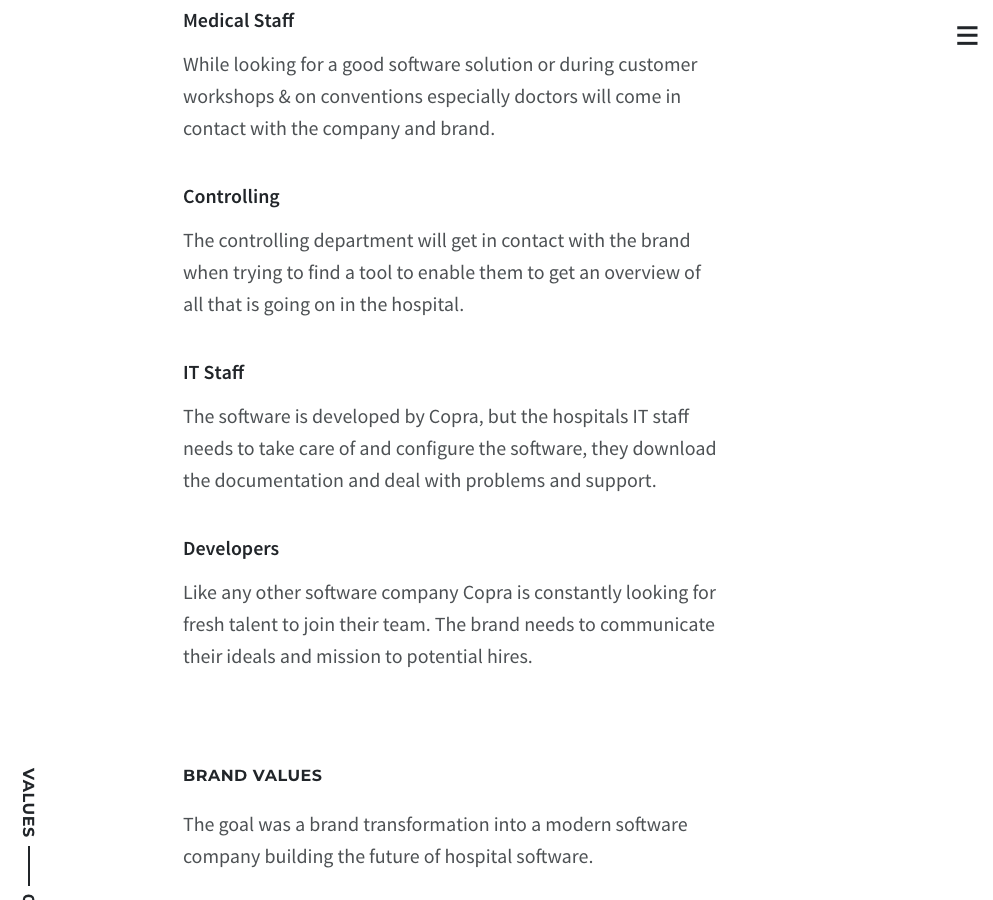 Medical Staff
While looking for a good software solution or during customer
workshops & on conventions especially doctors will come in
contact with the company and brand.
Controlling
The controlling department will get in contact with the brand
when trying to find a tool to enable them to get an overview of
all that is going on in the hospital.
IT Staff
The software is developed by Copra, but the hospitals IT staff
needs to take care of and configure the software, they download
the documentation and deal with problems and support.
Developers
Like any other software company Copra is constantly looking for
fresh talent to join their team. The brand needs to communicate
their ideals and mission to potential hires.
VALUES
BRAND VALUES
The goal was a brand transformation into a modern software
company building the future of hospital software.